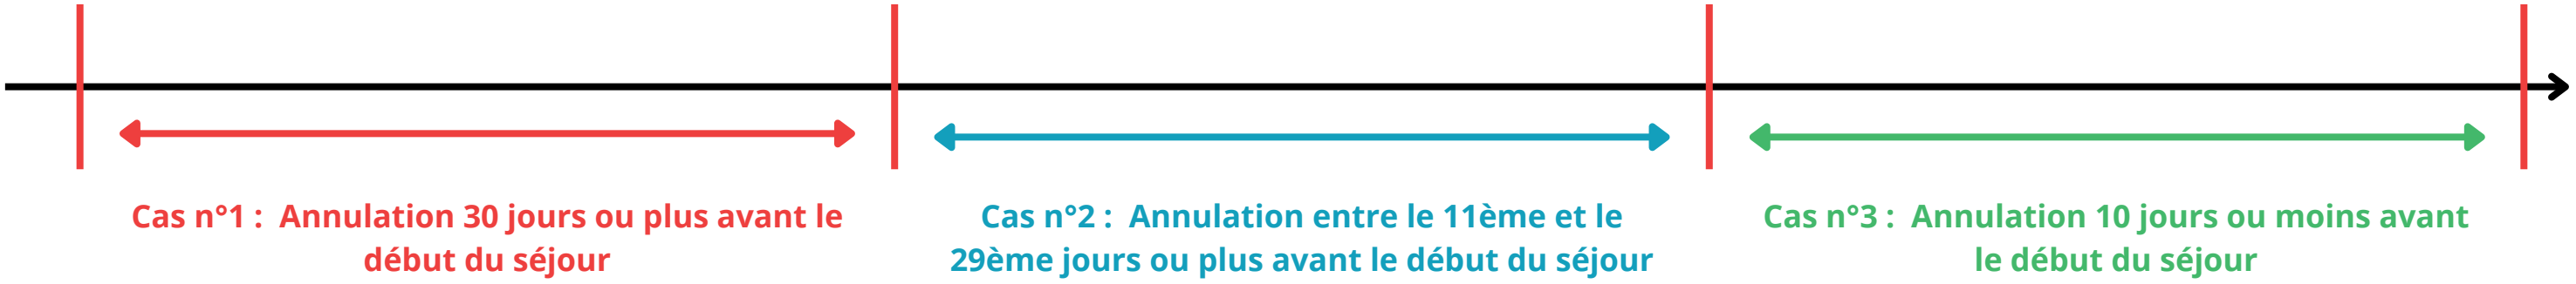 Cas n°1 :  Annulation 30 jours ou plus avant le
début du séjour
Cas n°2 :  Annulation entre le 11ème et le
29ème jours ou plus avant le début du séjour
Cas n°3 :  Annulation 10 jours ou moins avant
le début du séjour